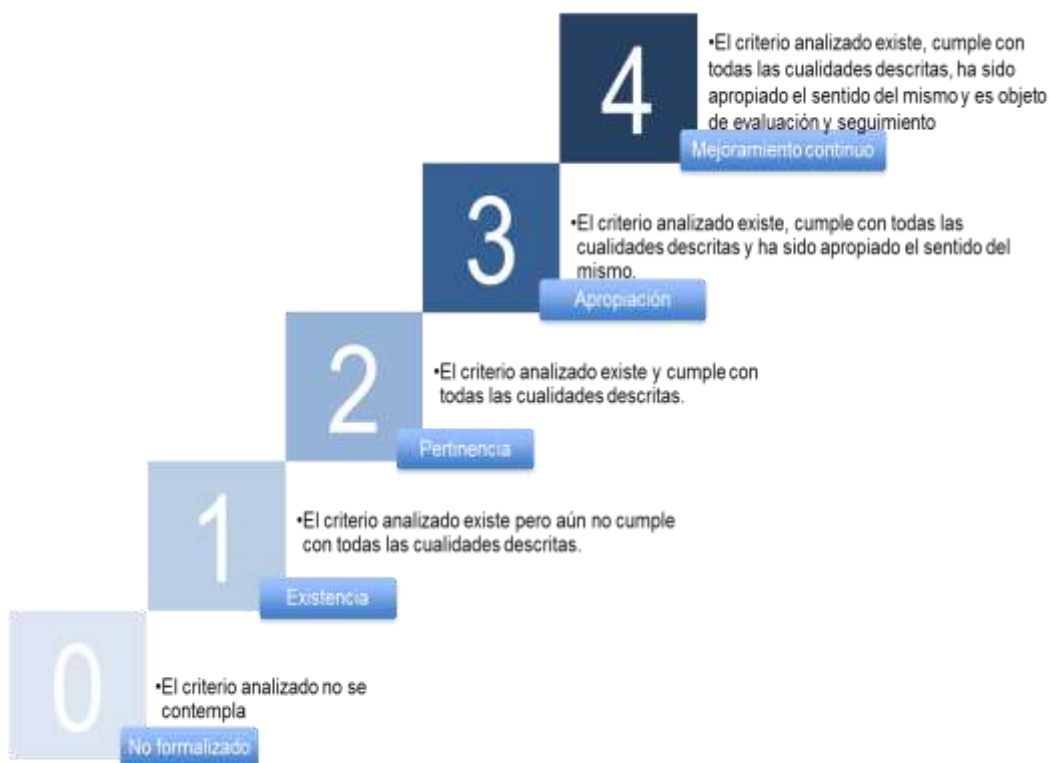 4
•El criterio analizado existe, cumple con
todas las cualidades descritas, ha sido
apropiado el sentido del mismo y es objeto
de evaluación y seguimiento
Mejoramiento continuo
3
•El criterio analizado existe, cumple con todas las
cualidades descritas y ha sido apropiado el sentido del
mismo.
Apropiación
2
•El criterio analizado existe y cumple con
todas las cualidades descritas.
Pertinencia
1
•El criterio analizado existe pero aún no cumple
con todas las cualidades descritas.
Existencia
0
•El criterio analizado no se
contempla
No formalizado